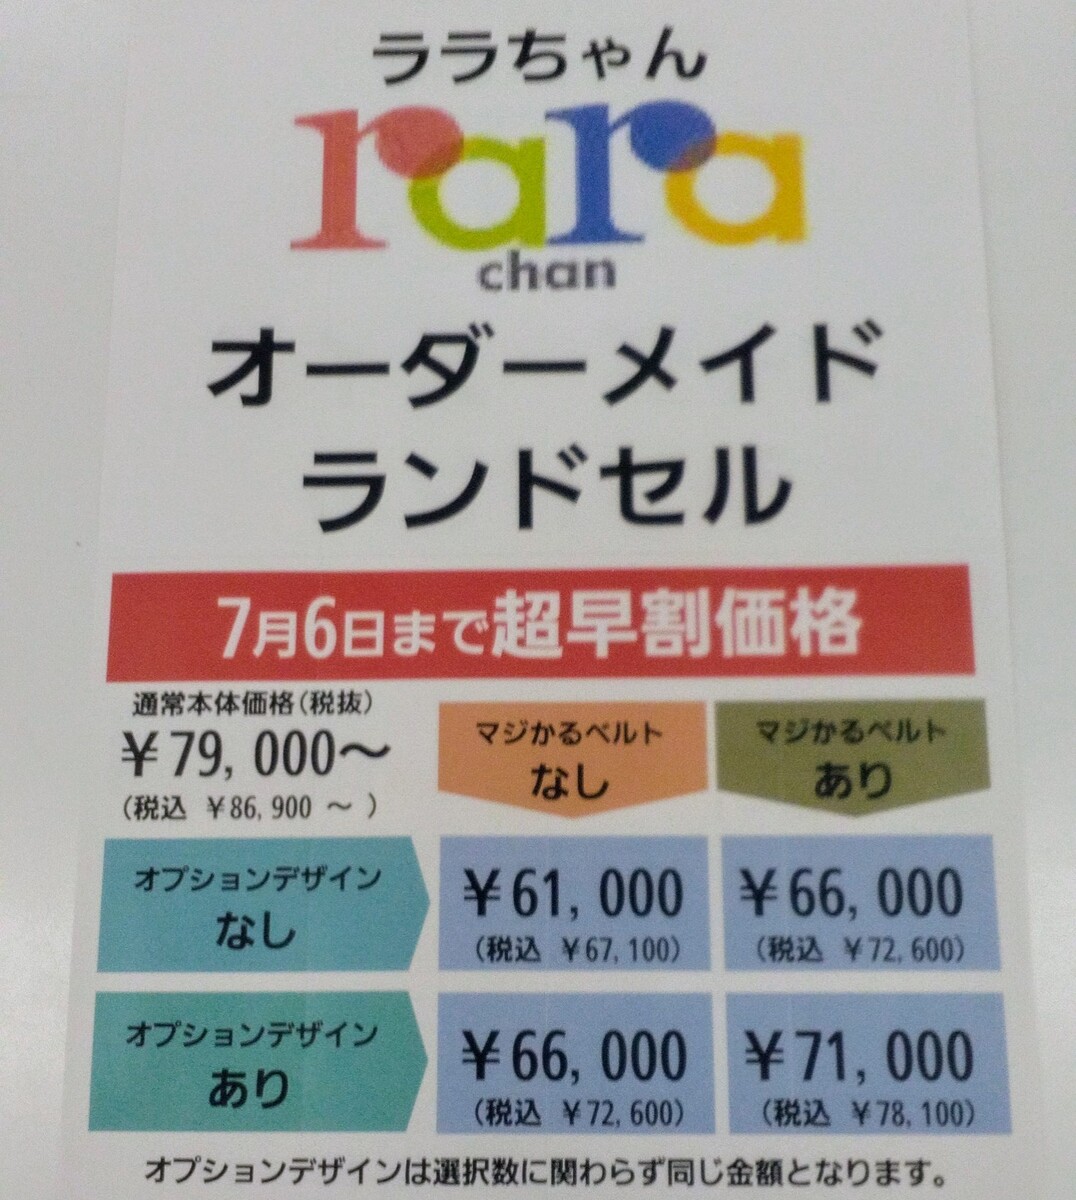 ララちゃん
rara
chan
オーダーメイド
ランドセル
7月6日まで超早割価格
通常本体価格(税抜)
¥79,000〜
(税込 ¥86,900 〜 )
マジかるベルト
なし
マジかるベルト
あり
オプションデザイン
なし
¥61,000
(税込 ¥67,100)
¥66,000
(税込 ¥72,600)
オプションデザイン
あり
¥66,000
(税込 ¥72,600)
¥71,000
(税込 ¥78,100)
オプションデザインは選択数に関わらず同じ金額となります。